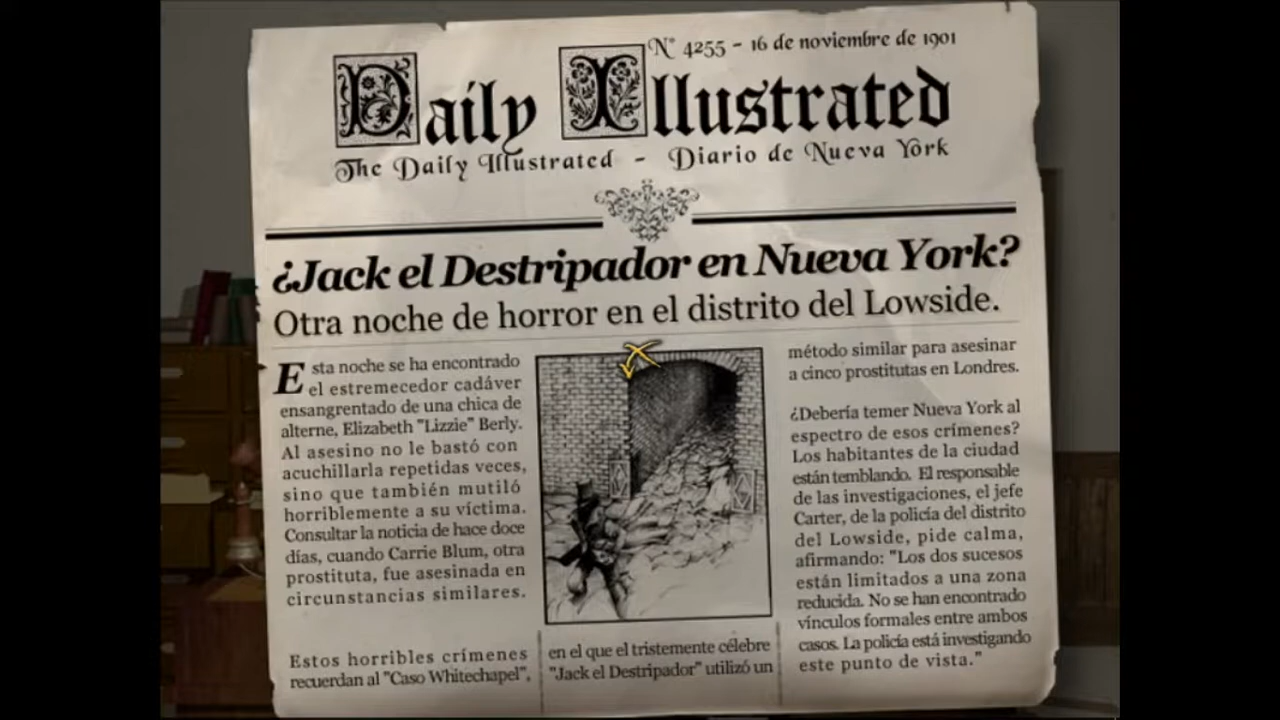 N° 4255 - 16 de noviembre de 1901
Daily Illustrated
The Daily Illustrated - Diario de Nueva York
¿Jack el Destripador en Nueva York?
Otra noche de horror en el distrito del Lowside.
Esta noche se ha encontrado
el estremecedor cadáver
ensangrentado de una chica de
alterne, Elizabeth "Lizzie" Berly.
Al asesino no le bastó con
acuchillarla repetidas veces,
sino que también mutiló
horriblemente a su víctima.
Consultar la noticia de hace doce
días, cuando Carrie Blum, otra
prostituta, fue asesinada en
circunstancias similares.
Estos horribles crímenes
recuerdan al "Caso Whitechapel",
en el que el tristemente célebre
"Jack el Destripador" utilizó un
método similar para asesinar
a cinco prostitutas en Londres.
¿Debería temer Nueva York al
espectro de esos crímenes?
Los habitantes de la ciudad
están temblando. El responsable
de las investigaciones, el jefe
Carter, de la policía del distrito
del Lowside, pide calma,
afirmando: "Los dos sucesos
están limitados a una zona
reducida. No se han encontrado
vínculos formales entre ambos
casos. La policía está investigando
este punto de vista."